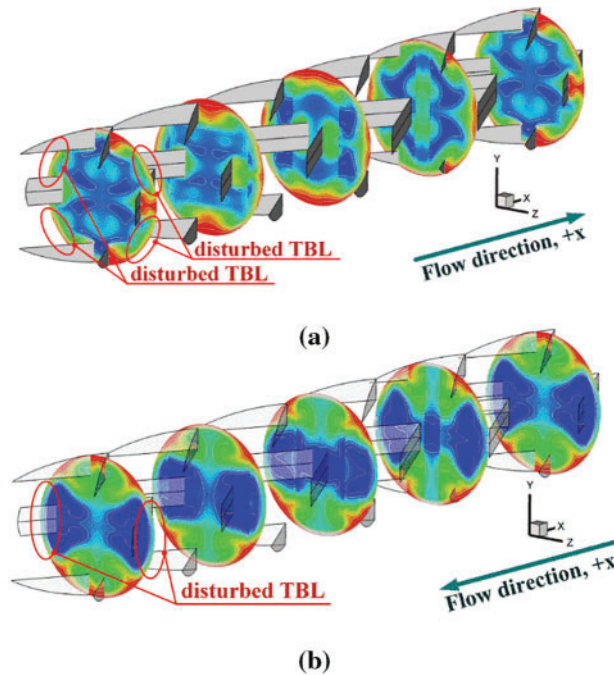 disturbed TBL
disturbed TBL
Y
X
Z
Flow direction, +x
(a)
Y
X
Z
disturbed TBL
Flow direction, +x
(b)